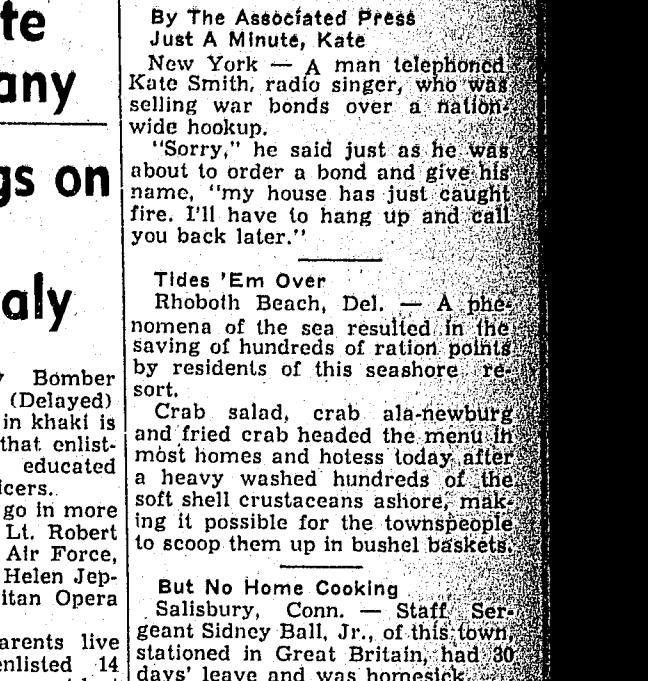 te
any
gs on
aly
Bomber
(Delayed)
in khaki is
that enlist-
educated
icers.
go in more
Lt. Robert
Air Force,
Helen Jep-
itan Opera
arents live
enlisted 14
By The Associated Press
Just A Minute, Kate
New York — A man telephoned
Kate Smith, radio singer, who was
selling war bonds over a nation-
wide hookup.
"Sorry," he said just as he was
about to order a bond and give his
name, "my house has just caught
fire. I'll have to hang up and call
you back later."
Tides 'Em Over
Rhoboth Beach, Del. — A phe-
nomena of the sea resulted in the
saving of hundreds of ration points
by residents of this seashore re-
sort.
Crab salad, crab ala-newburg
and fried crab headed the menu in
most homes and hotess today after
a heavy washed hundreds of the
soft shell crustaceans ashore, mak-
ing it possible for the townspeople
to scoop them up in bushel baskets.
But No Home Cooking
Salisbury, Conn. — Staff Ser-
geant Sidney Ball, Jr., of this town,
stationed in Great Britain, had 30
days' leave and was homesick.